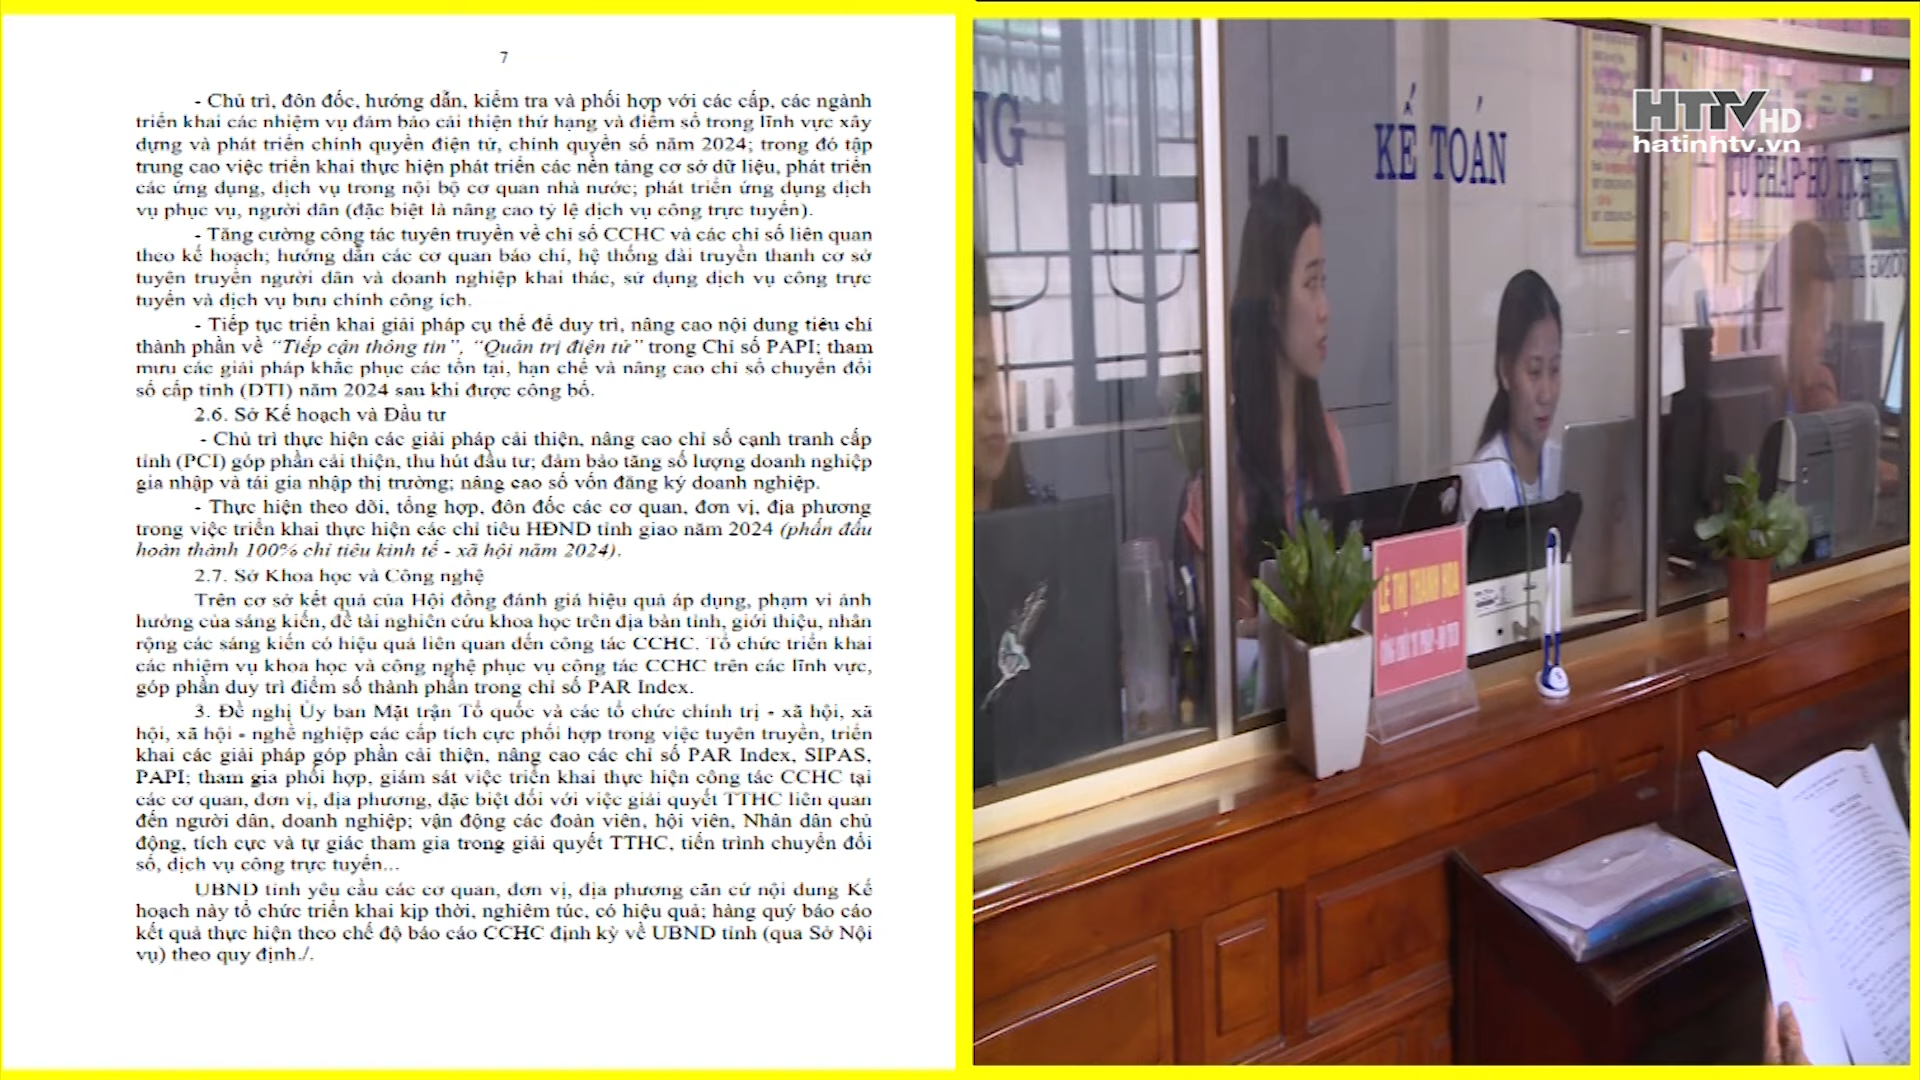 7
- Chủ trì, đôn đốc, hướng dẫn, kiểm tra và phối hợp với các cấp, các ngành
triển khai các nhiệm vụ đảm bảo cải thiện thứ hạng và điểm số trong lĩnh vực xây
dựng và phát triển chính quyền điện tử, chính quyền số năm 2024; trong đó tập
trung cao việc triển khai thực hiện phát triển các nền tảng cơ sở dữ liệu, phát triển
các ứng dụng, dịch vụ trong nội bộ cơ quan nhà nước; phát triển ứng dụng dịch
vụ phục vụ, người dân (đặc biệt là nâng cao tỷ lệ dịch vụ công trực tuyến).
- Tăng cường công tác tuyên truyền về chỉ số CCHC và các chỉ số liên quan
theo kế hoạch; hướng dẫn các cơ quan báo chí, hệ thống đài truyền thanh cơ sở
tuyên truyền người dân và doanh nghiệp khai thác, sử dụng dịch vụ công trực
tuyến và dịch vụ bưu chính công ích.
- Tiếp tục triển khai giải pháp cụ thể để duy trì, nâng cao nội dung tiêu chí
thành phần về “Tiếp cận thông tin”, “Quản trị điện tử” trong Chỉ số PAPI; tham
mưu các giải pháp khắc phục các tồn tại, hạn chế và nâng cao chỉ số chuyển đổi
số cấp tỉnh (DTI) năm 2024 sau khi được công bố.
2.6. Sở Kế hoạch và Đầu tư
- Chủ trì thực hiện các giải pháp cải thiện, nâng cao chỉ số cạnh tranh cấp
tỉnh (PCI) góp phần cải thiện, thu hút đầu tư; đảm bảo tăng số lượng doanh nghiệp
gia nhập và tái gia nhập thị trường; nâng cao số vốn đăng ký doanh nghiệp.
- Thực hiện theo dõi, tổng hợp, đôn đốc các cơ quan, đơn vị, địa phương
trong việc triển khai thực hiện các chỉ tiêu HĐND tỉnh giao năm 2024 (phấn đấu
hoàn thành 100% chỉ tiêu kinh tế - xã hội năm 2024).
2.7. Sở Khoa học và Công nghệ
Trên cơ sở kết quả của Hội đồng đánh giá hiệu quả áp dụng, phạm vi ảnh
hưởng của sáng kiến, đề tài nghiên cứu khoa học trên địa bàn tỉnh, giới thiệu, nhân
rộng các sáng kiến có hiệu quả liên quan đến công tác CCHC. Tổ chức triển khai
các nhiệm vụ khoa học và công nghệ phục vụ công tác CCHC trên các lĩnh vực,
góp phần duy trì điểm số thành phần trong chỉ số PAR Index.
3. Đề nghị Ủy ban Mặt trận Tổ quốc và các tổ chức chính trị - xã hội, xã
hội, xã hội - nghề nghiệp các cấp tích cực phối hợp trong việc tuyên truyền, triển
khai các giải pháp góp phần cải thiện, nâng cao các chỉ số PAR Index, SIPAS,
PAPI; tham gia phối hợp, giám sát việc triển khai thực hiện công tác CCHC tại
các cơ quan, đơn vị, địa phương, đặc biệt đối với việc giải quyết TTHC liên quan
đến người dân, doanh nghiệp; vận động các đoàn viên, hội viên, Nhân dân chủ
động, tích cực và tự giác tham gia trong giải quyết TTHC, tiến trình chuyển đổi
số, dịch vụ công trực tuyến...
UBND tỉnh yêu cầu các cơ quan, đơn vị, địa phương căn cứ nội dung Kế
hoạch này tổ chức triển khai kịp thời, nghiêm túc, có hiệu quả; hàng quý báo cáo
kết quả thực hiện theo chế độ báo cáo CCHC định kỳ về UBND tỉnh (qua Sở Nội
vụ) theo quy định./.
NG
KẾ TOÁN
HTTV HD
hatinhtv.vn
TƯ PHÁP-HỘ TỊCH
LÊ THỊ THANH HOA